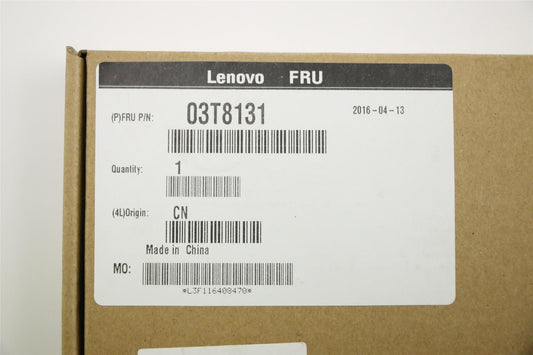 Lenovo FRU
(P)FRU P/N: 03T8131 2016-04-13
Quantity: 1
(4L)Origin: CN
Made in China
MO:
*L3F116408470*